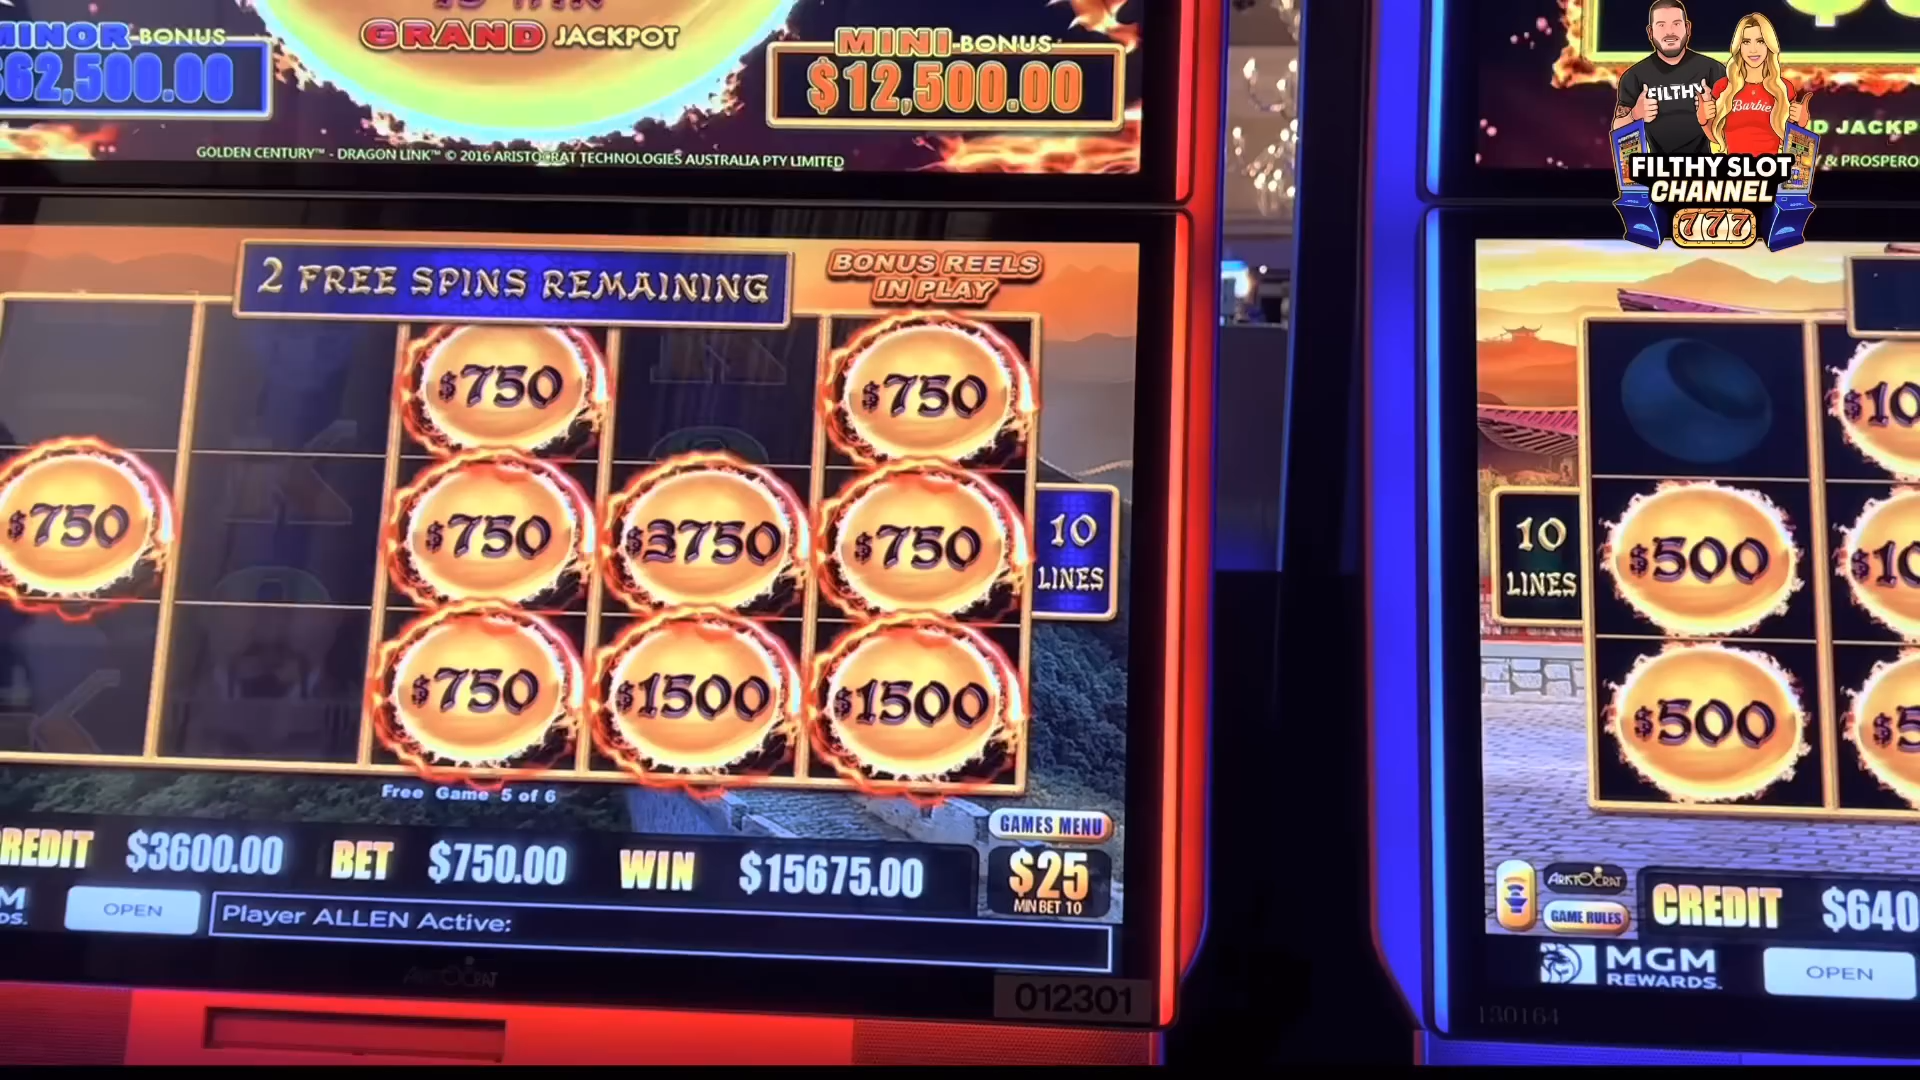 GRAND JACKPOT
MINOR BONUS
$62,500.00
MINI BONUS
$12,500.00
GOLDEN CENTURY™ - DRAGON LINK™ © 2016 ARISTOCRAT TECHNOLOGIES AUSTRALIA PTY LIMITED
2 FREE SPINS REMAINING
BONUS REELS
IN PLAY
$750
$750
$750
$750
$3750
$750
$750
$1500
$1500
10
LINES
Free Game 5 of 6
CREDIT $3600.00 BET $750.00 WIN $15675.00
GAMES MENU
$25
MIN BET 10
OPEN
Player ALLEN Active:
ARISTOCRAT
012301
FILTHY
Barbie
FILTHY SLOT
CHANNEL
777
& PROSPERO
10
LINES
$500
$500
ARISTOCRAT
GAME RULES
CREDIT $640
MGM
REWARDS.
OPEN
130164